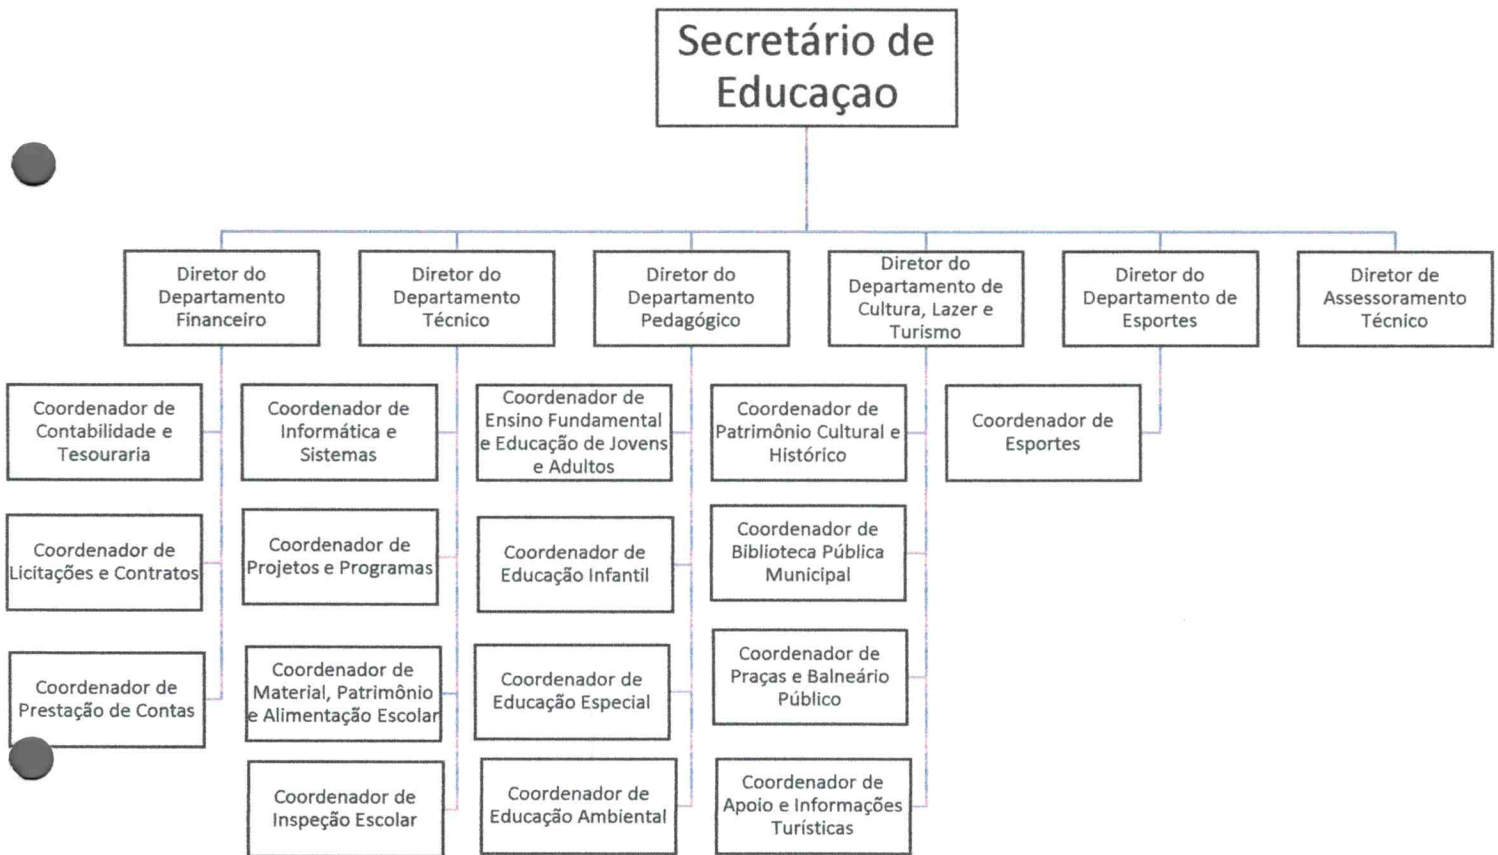 Secretário de
Educaçao
Diretor do
Departamento
Financeiro
Diretor do
Departamento
Técnico
Diretor do
Departamento
Pedagógico
Diretor do
Departamento de
Cultura, Lazer e
Turismo
Diretor do
Departamento de
Esportes
Diretor de
Assessoramento
Técnico
Coordenador de
Contabilidade e
Tesouraria
Coordenador de
Informática e
Sistemas
Coordenador de
Ensino Fundamental
e Educação de Jovens
e Adultos
Coordenador de
Patrimônio Cultural e
Histórico
Coordenador de
Esportes
Coordenador de
Licitações e Contratos
Coordenador de
Projetos e Programas
Coordenador de
Educação Infantil
Coordenador de
Biblioteca Pública
Municipal
Coordenador de
Prestação de Contas
Coordenador de
Material, Patrimônio
e Alimentação Escolar
Coordenador de
Educação Especial
Coordenador de
Praças e Balneário
Público
Coordenador de
Inspeção Escolar
Coordenador de
Educação Ambiental
Coordenador de
Apoio e Informações
Turísticas